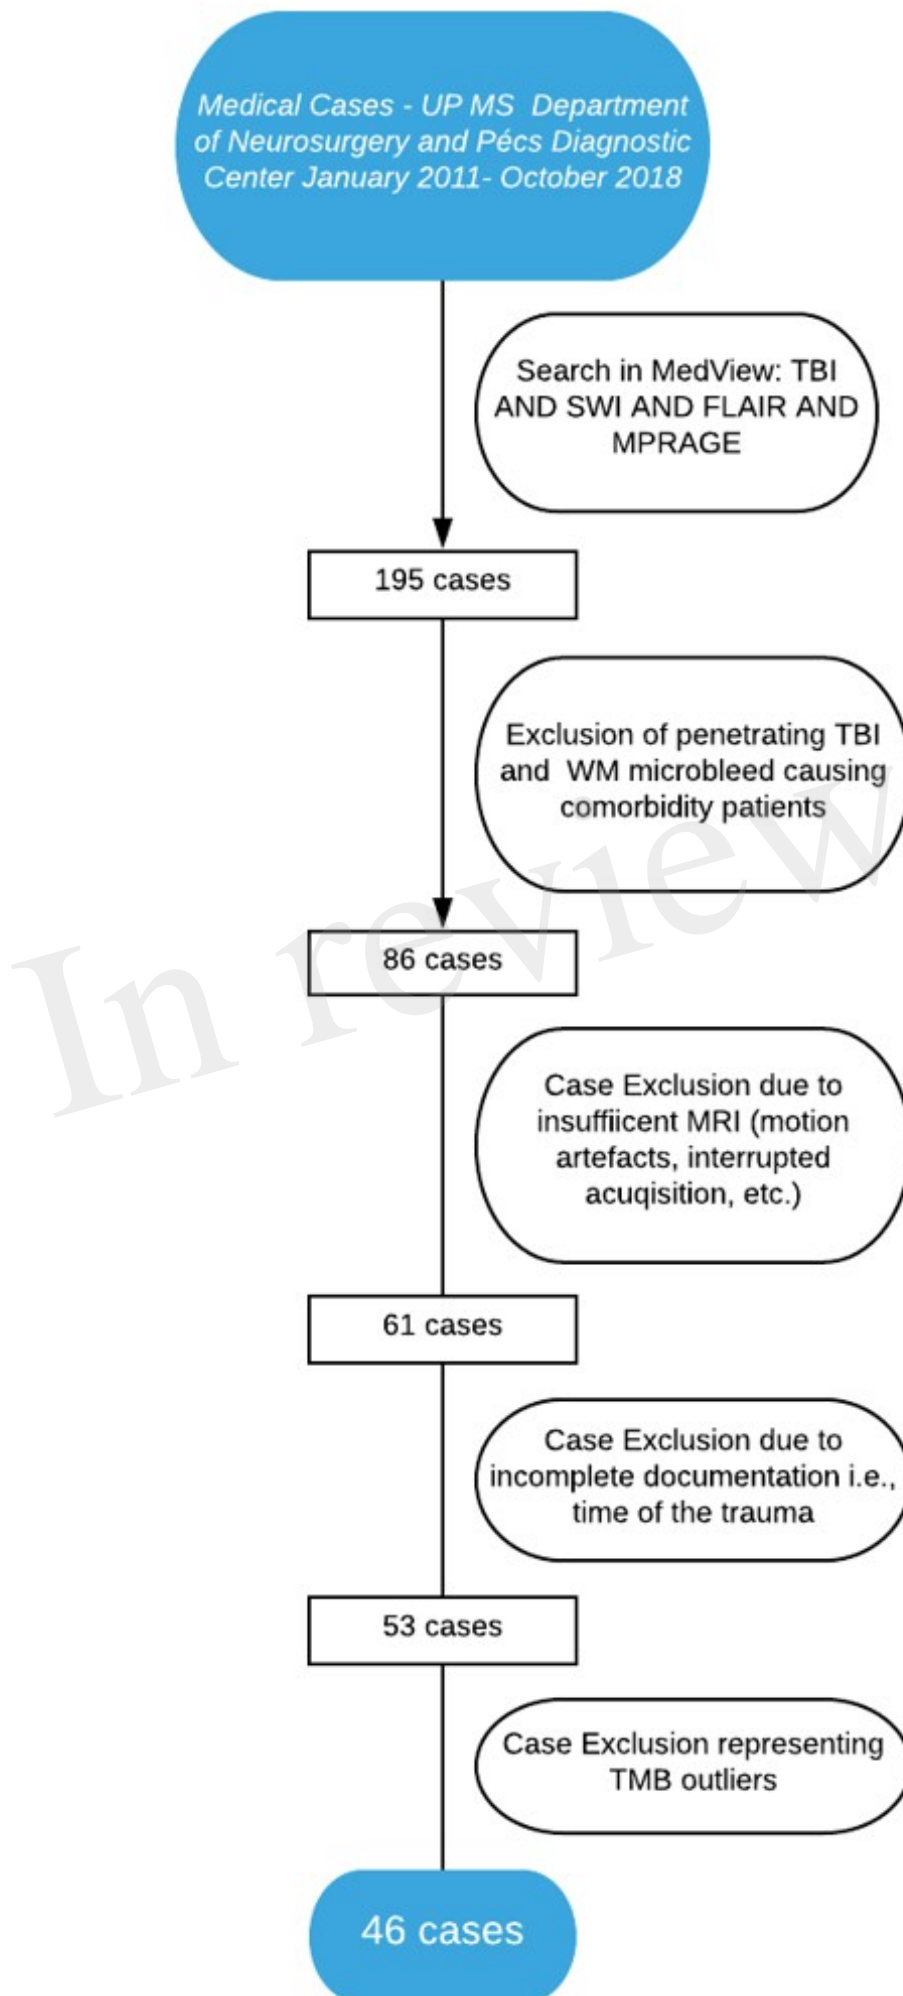 Medical Cases - UP MS Department
of Neurosurgery and Pécs Diagnostic
Center January 2011- October 2018
Search in MedView: TBI
AND SWI AND FLAIR AND
MPRAGE
195 cases
Exclusion of penetrating TBI
and WM microbleed causing
comorbidity patients
In review
86 cases
Case Exclusion due to
insuffiicent MRI (motion
artefacts, interrupted
acuqisition, etc.)
61 cases
Case Exclusion due to
incomplete documentation i.e.,
time of the trauma
53 cases
Case Exclusion representing
TMB outliers
46 cases